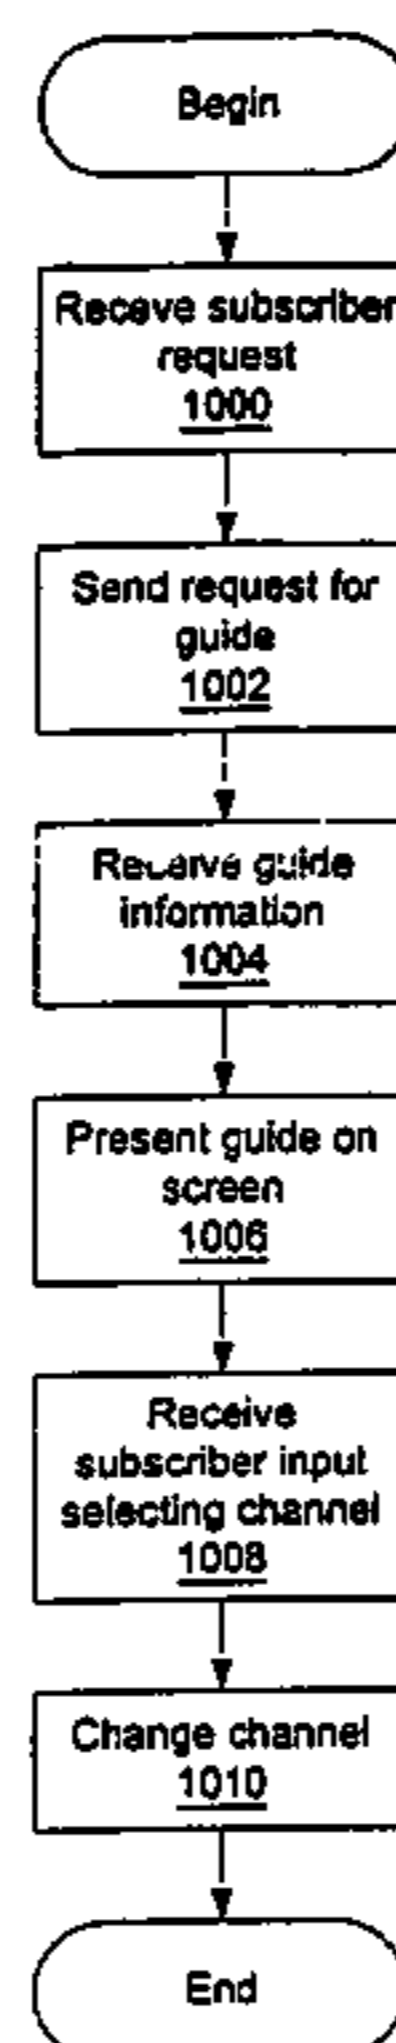 Begin
Receve subscriber
request
1000
Send request for
guide
1002
Receive guide
information
1004
Present guide on
screen
1006
Receive
subscriber input
selecting channel
1008
Change channel
1010
End